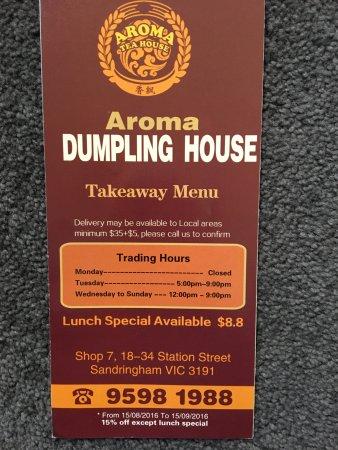 AROMA
TEA HOUSE
香飄
Aroma
DUMPLING HOUSE
Takeaway Menu
Delivery may be available to Local areas
minimum $35+$5, please call us to confirm
Trading Hours
Monday-------------------------- Closed
Tuesday------------------- 5:00pm-9:00pm
Wednesday to Sunday --- 12:00pm - 9:00pm
Lunch Special Available $8.8
Shop 7, 18-34 Station Street
Sandringham VIC 3191
☎ 9598 1988
* From 15/08/2016 To 15/09/2016
15% off except lunch special